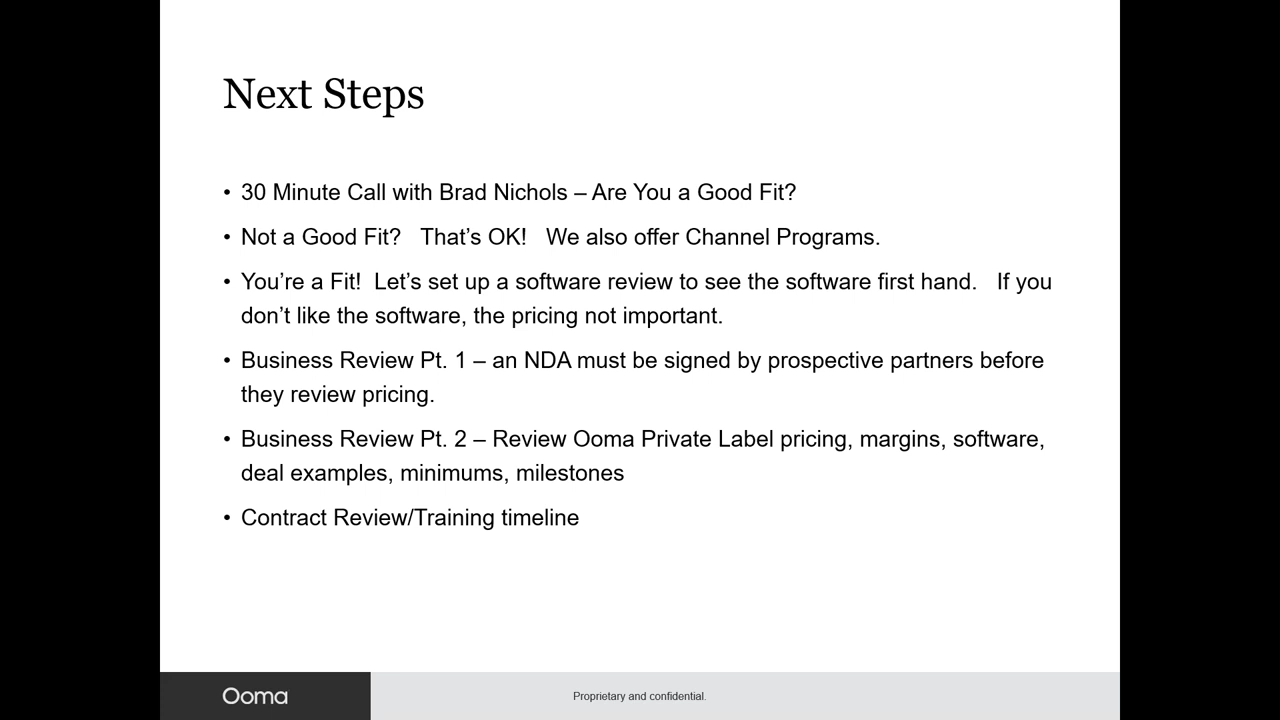 Next Steps
• 30 Minute Call with Brad Nichols – Are You a Good Fit?
• Not a Good Fit?   That’s OK!   We also offer Channel Programs.
• You’re a Fit!  Let’s set up a software review to see the software first hand.   If you
don’t like the software, the pricing not important.
• Business Review Pt. 1 – an NDA must be signed by prospective partners before
they review pricing.
• Business Review Pt. 2 – Review Ooma Private Label pricing, margins, software,
deal examples, minimums, milestones
• Contract Review/Training timeline
Ooma
Proprietary and confidential.